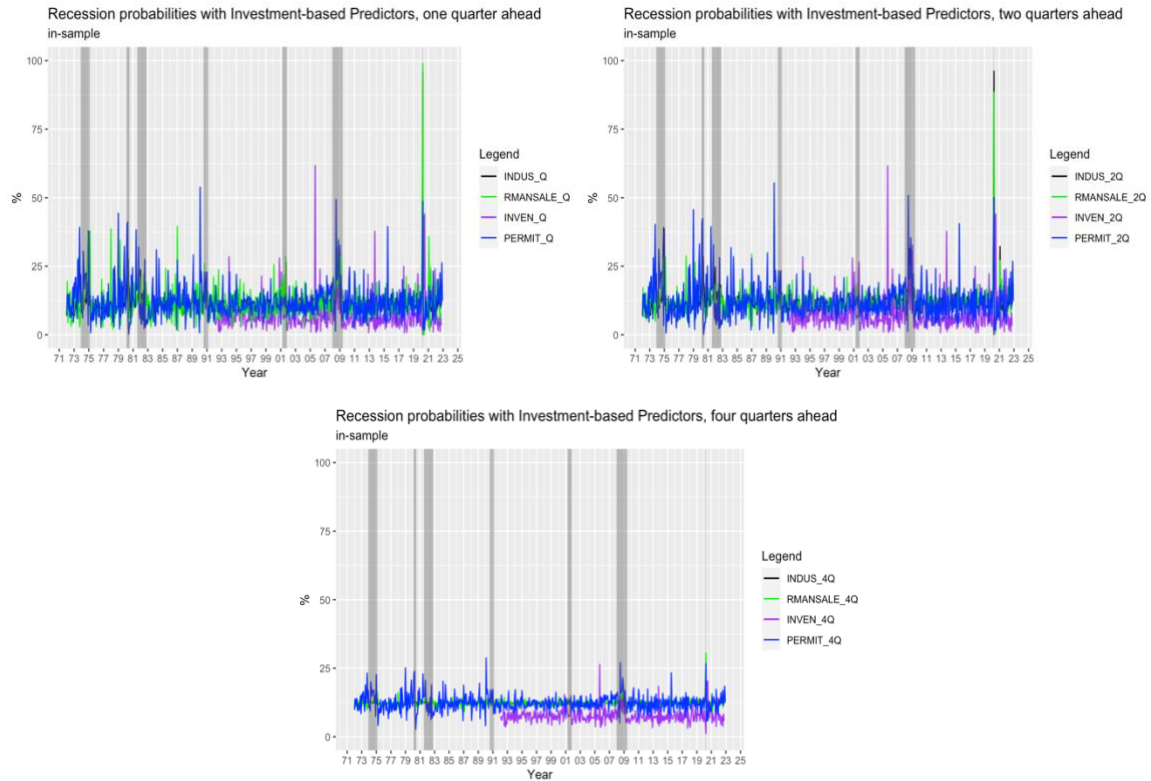 Recession probabilities with Investment-based Predictors, one quarter ahead
in-sample
100
75
50
25
0
%
71 73 75 77 79 81 83 85 87 89 91 93 95 97 99 01 03 05 07 09 11 13 15 17 19 21 23 25
Year
Legend
INDUS_Q
RMANSALE_Q
INVEN_Q
PERMIT_Q
Recession probabilities with Investment-based Predictors, two quarters ahead
in-sample
100
75
50
25
0
%
71 73 75 77 79 81 83 85 87 89 91 93 95 97 99 01 03 05 07 09 11 13 15 17 19 21 23 25
Year
Legend
INDUS_2Q
RMANSALE_2Q
INVEN_2Q
PERMIT_2Q
Recession probabilities with Investment-based Predictors, four quarters ahead
in-sample
100
75
50
25
0
%
71 73 75 77 79 81 83 85 87 89 91 93 95 97 99 01 03 05 07 09 11 13 15 17 19 21 23 25
Year
Legend
INDUS_4Q
RMANSALE_4Q
INVEN_4Q
PERMIT_4Q